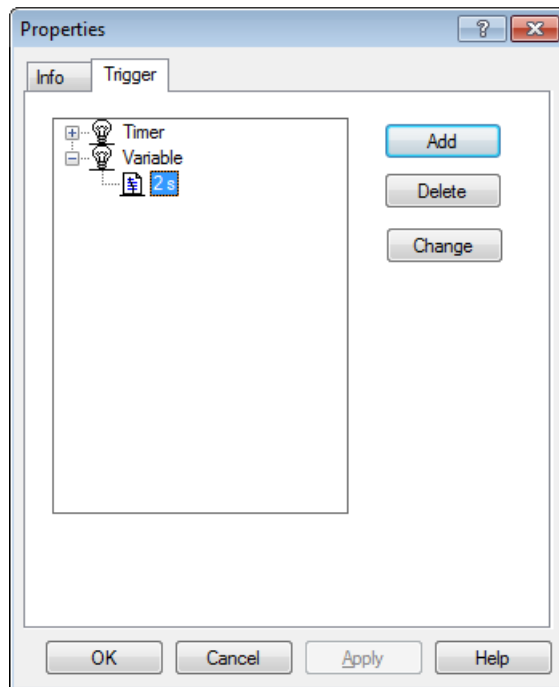 Properties
Info
Trigger
Timer
Variable
2 s
Add
Delete
Change
OK
Cancel
Apply
Help